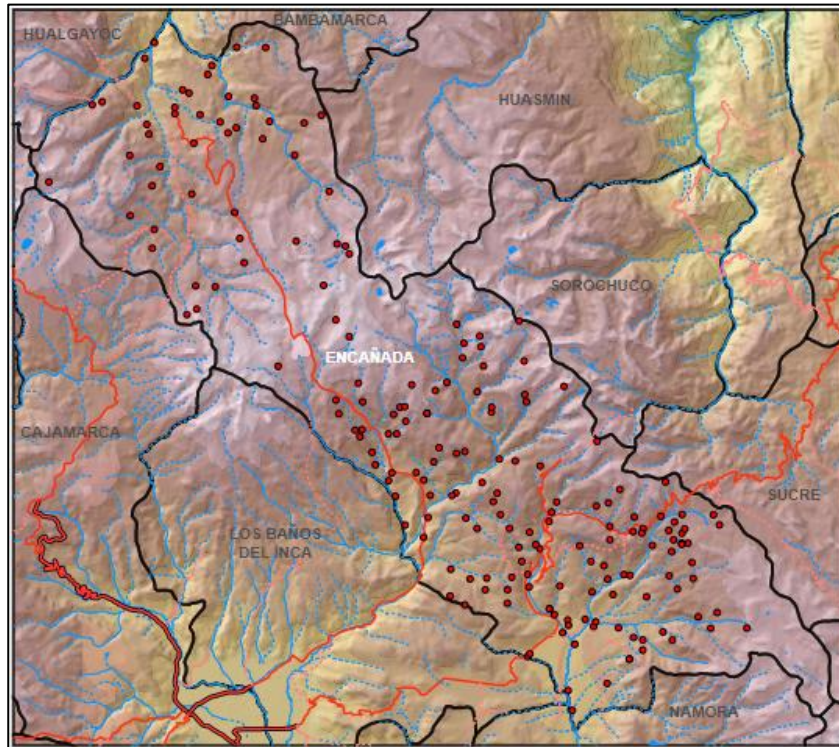 BAMBAMARCA
HUALGAYOC
HUASMIN
SOROCHUCO
ENCAÑADA
CAJAMARCA
SUCRE
LOS BAÑOS
DEL INCA
NAMORA